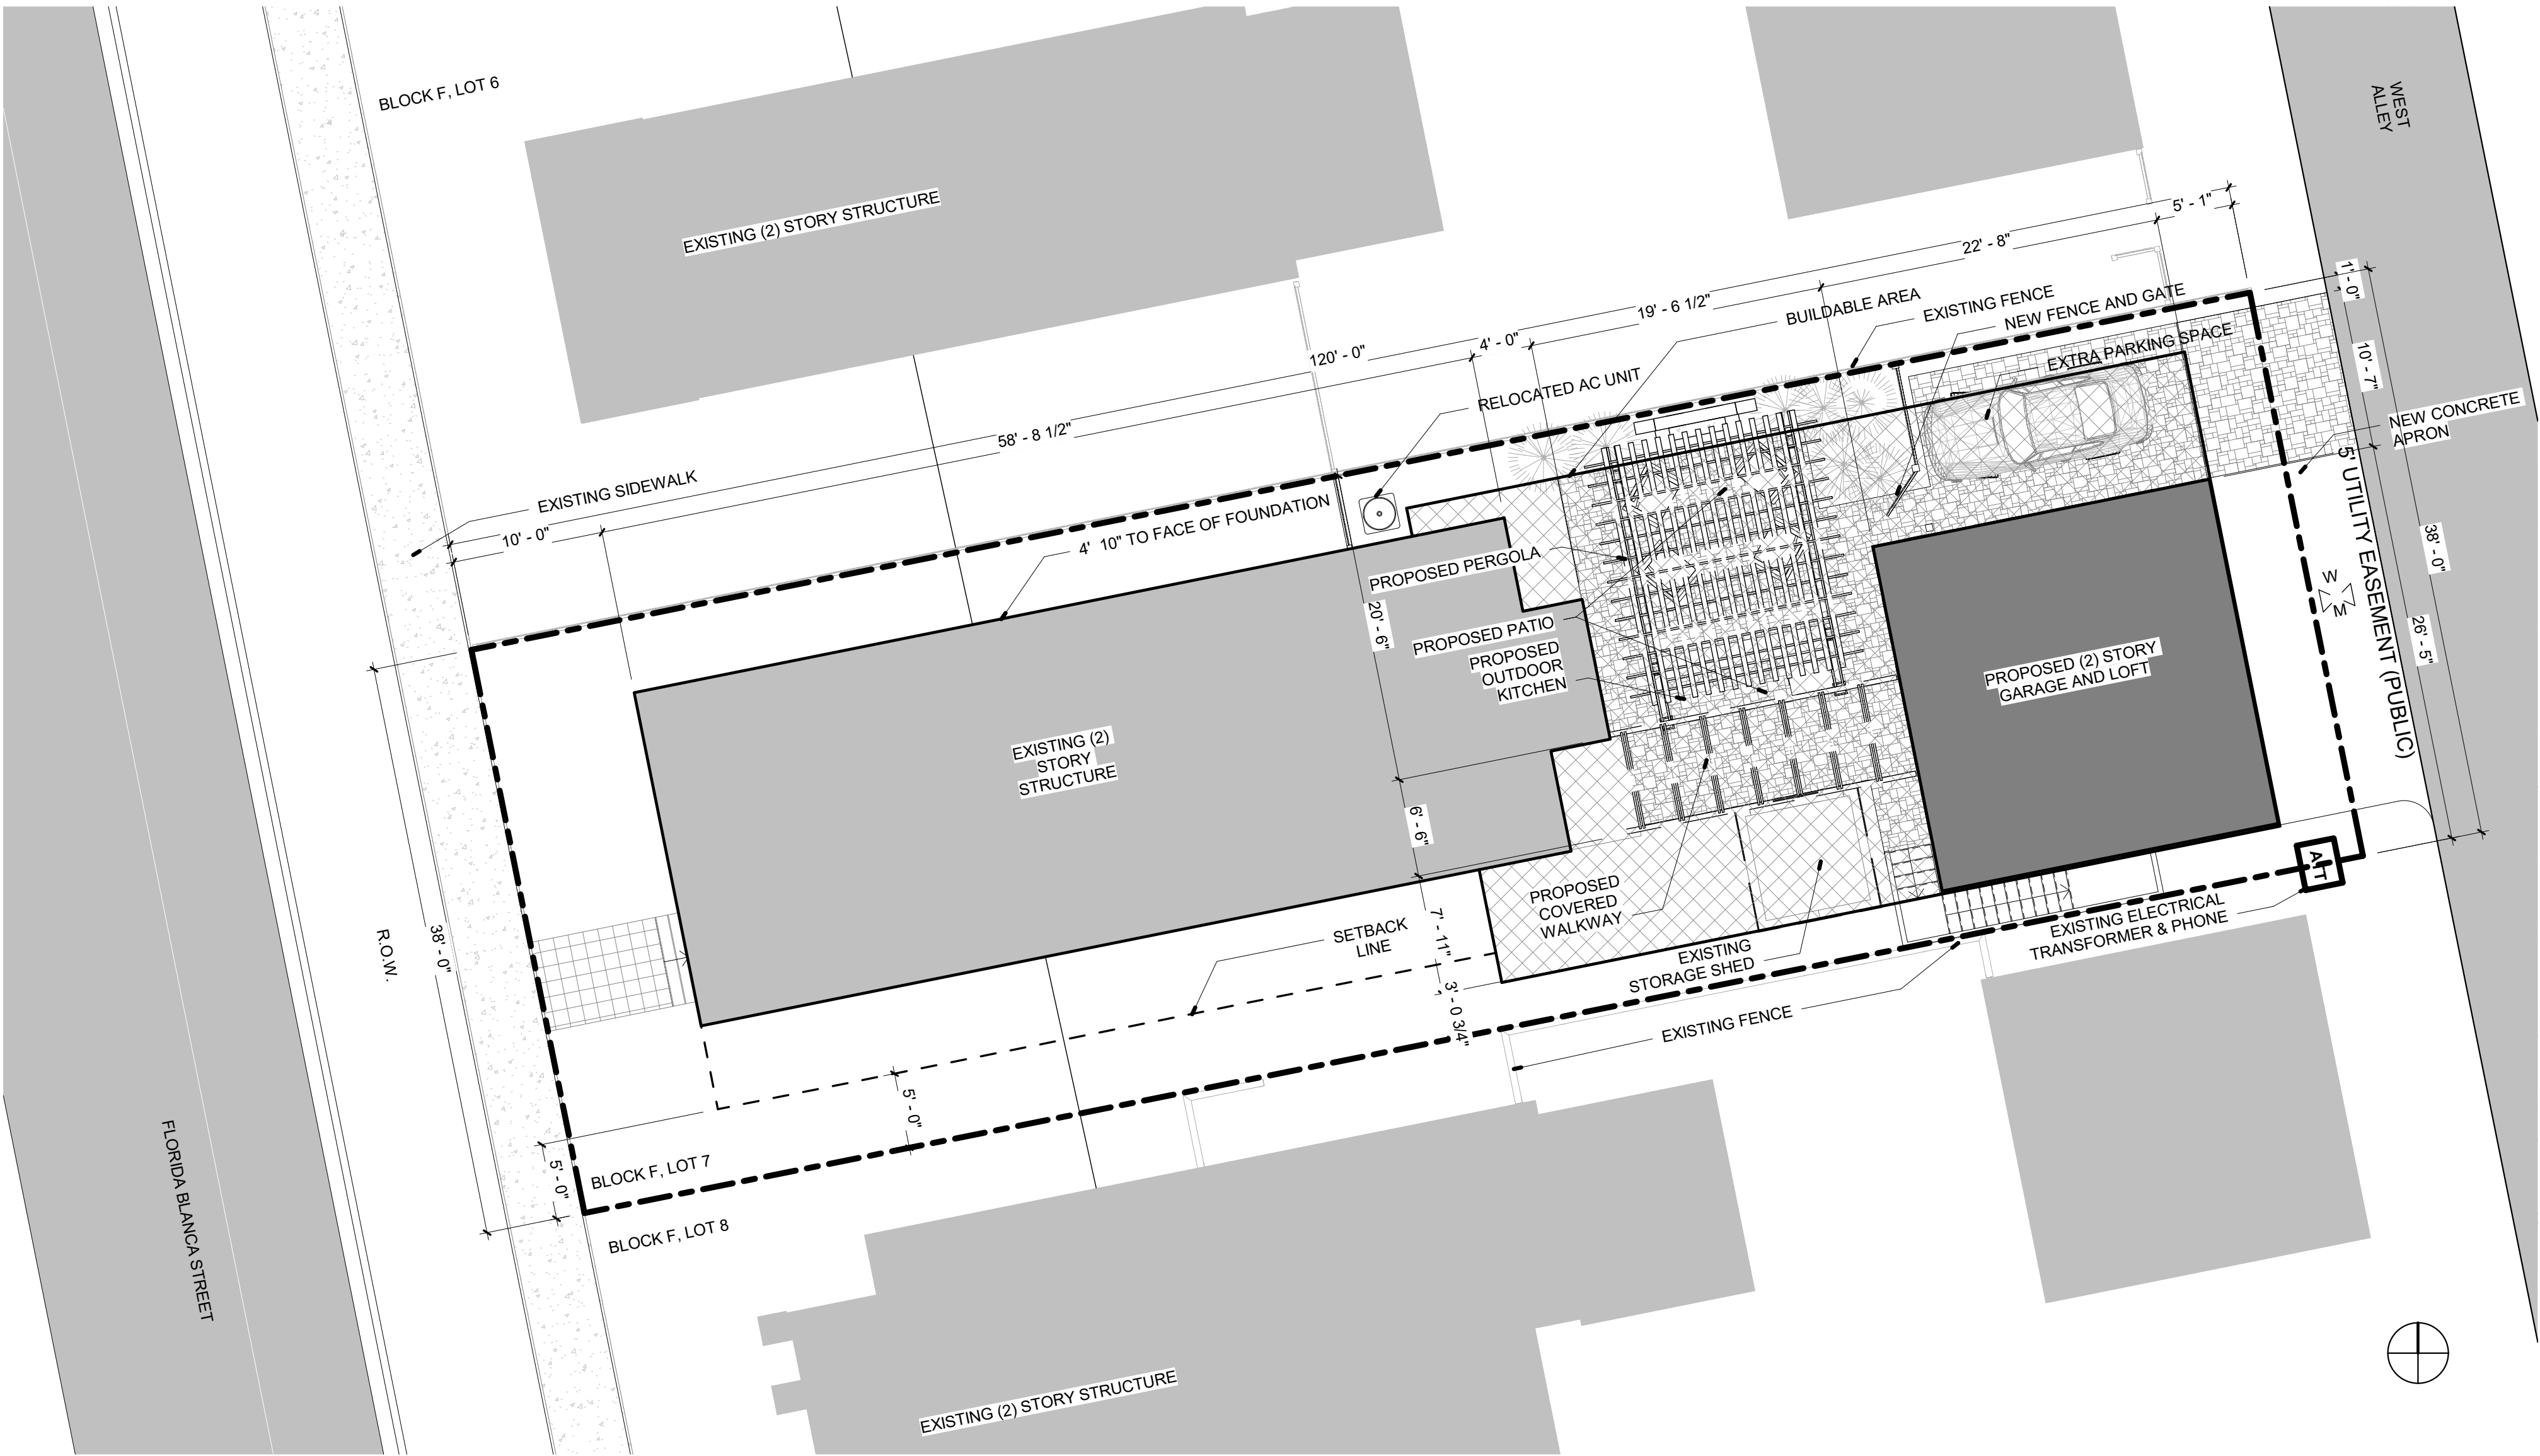 BLOCK F, LOT 6
WEST
ALLEY
EXISTING (2) STORY STRUCTURE
5' - 1"
22' - 8"
19' - 6 1/2"
4' - 0"
120' - 0"
58' - 8 1/2"
10' - 0"
BUILDABLE AREA
EXISTING FENCE
NEW FENCE AND GATE
EXTRA PARKING SPACE
1' - 0"
10' - 7"
NEW CONCRETE
APRON
RELOCATED AC UNIT
EXISTING SIDEWALK
4' 10" TO FACE OF FOUNDATION
PROPOSED PERGOLA
PROPOSED PATIO
PROPOSED
OUTDOOR
KITCHEN
20' - 6"
6' - 6"
7' - 11"
3' - 0 3/4"
EXISTING (2)
STORY
STRUCTURE
PROPOSED (2) STORY
GARAGE AND LOFT
5' UTILITY EASEMENT (PUBLIC)
W
M
38' - 0"
26' - 5"
A.T.T
PROPOSED
COVERED
WALKWAY
EXISTING
STORAGE SHED
EXISTING ELECTRICAL
TRANSFORMER & PHONE
SETBACK
LINE
EXISTING FENCE
R.O.W.
38' - 0"
5' - 0"
5' - 0"
BLOCK F, LOT 7
BLOCK F, LOT 8
FLORIDA BLANCA STREET
EXISTING (2) STORY STRUCTURE